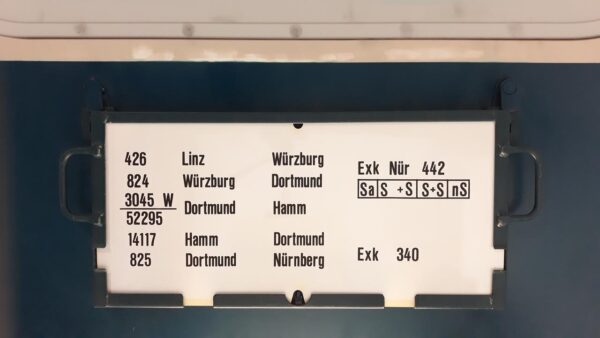 426 Linz Würzburg Exk Nür 442
824 Würzburg Dortmund Sa S +S S+S nS
3045 W
52295 Dortmund Hamm
14117 Hamm Dortmund
825 Dortmund Nürnberg Exk 340